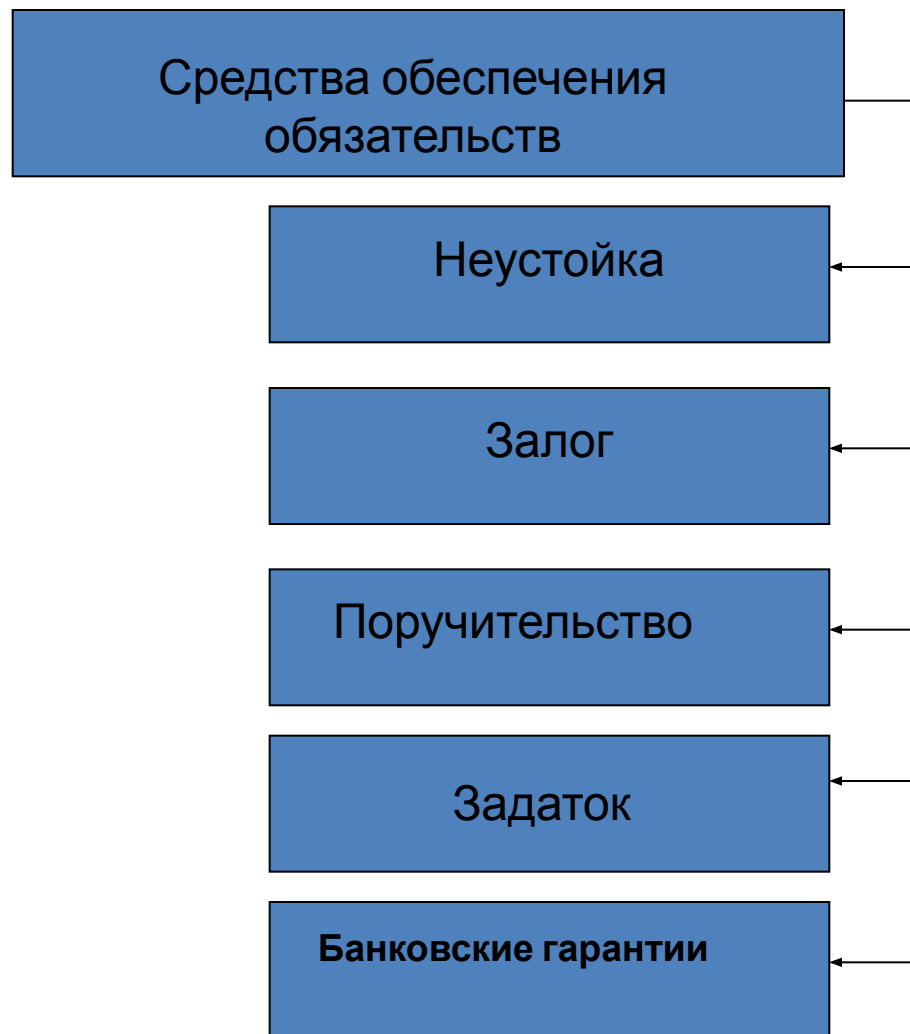 Средства обеспечения
обязательств
Неустойка
Залог
Поручительство
Задаток
Банковские гарантии